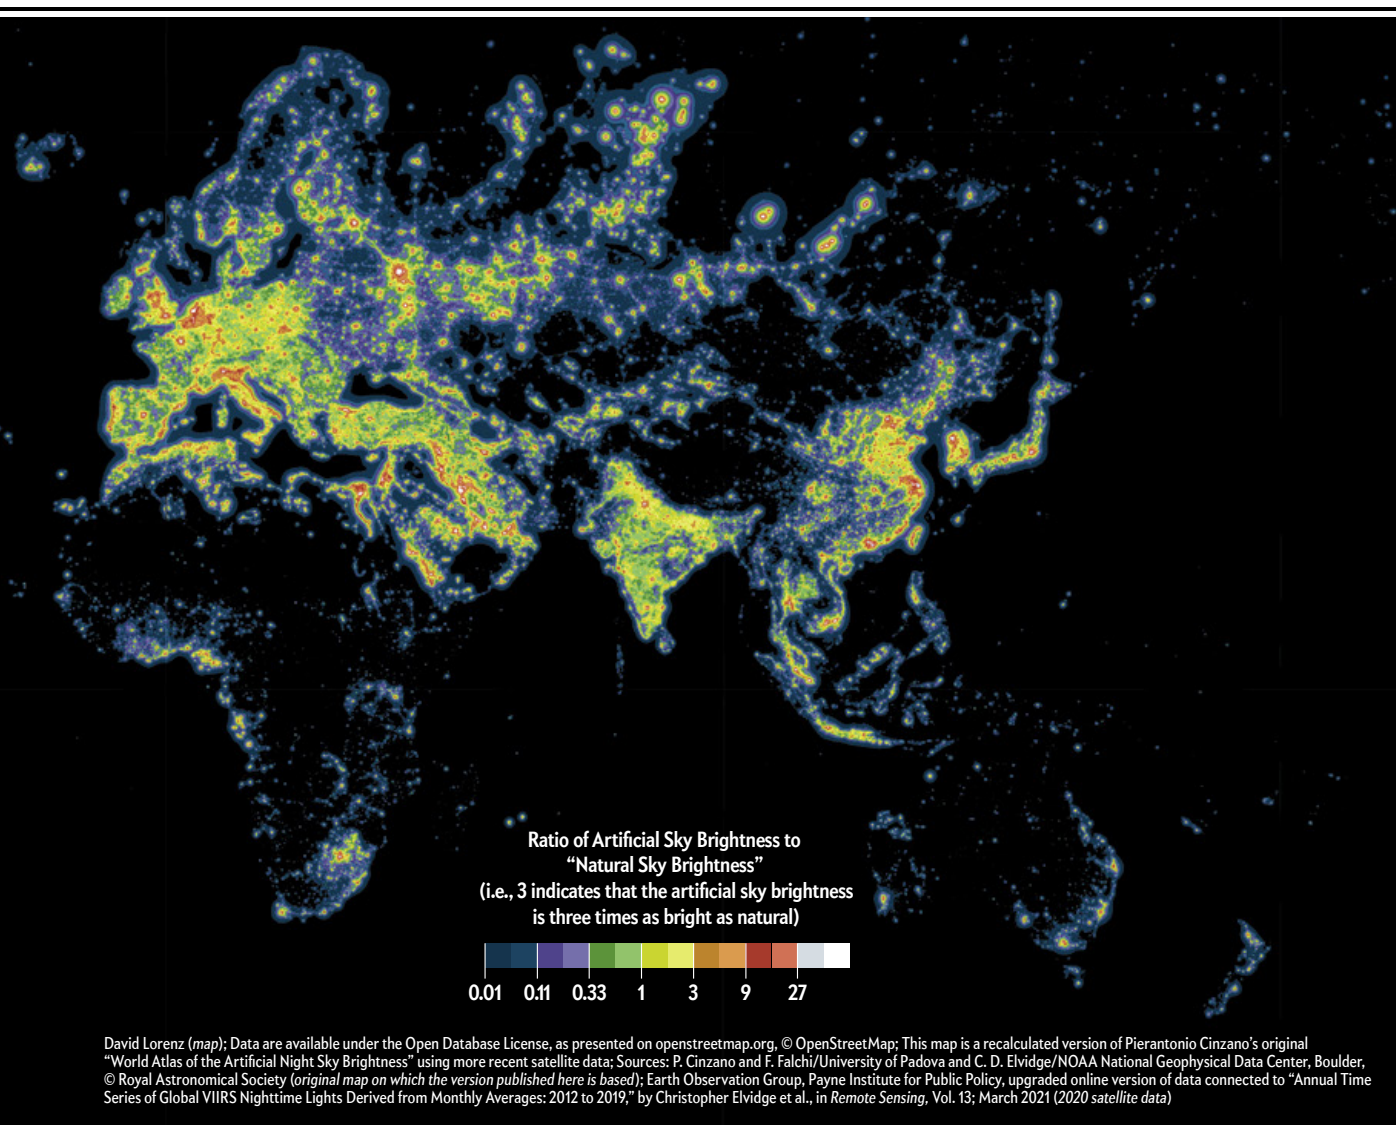 Ratio of Artificial Sky Brightness to
“Natural Sky Brightness”
(i.e., 3 indicates that the artificial sky brightness
is three times as bright as natural)
0.01 0.11 0.33 1 3 9 27
David Lorenz (map); Data are available under the Open Database License, as presented on openstreetmap.org, © OpenStreetMap; This map is a recalculated version of Pierantonio Cinzano’s original
“World Atlas of the Artificial Night Sky Brightness” using more recent satellite data; Sources: P. Cinzano and F. Falchi/University of Padova and C. D. Elvidge/NOAA National Geophysical Data Center, Boulder,
© Royal Astronomical Society (original map on which the version published here is based); Earth Observation Group, Payne Institute for Public Policy, upgraded online version of data connected to “Annual Time
Series of Global VIIRS Nighttime Lights Derived from Monthly Averages: 2012 to 2019,” by Christopher Elvidge et al., in Remote Sensing, Vol. 13; March 2021 (2020 satellite data)